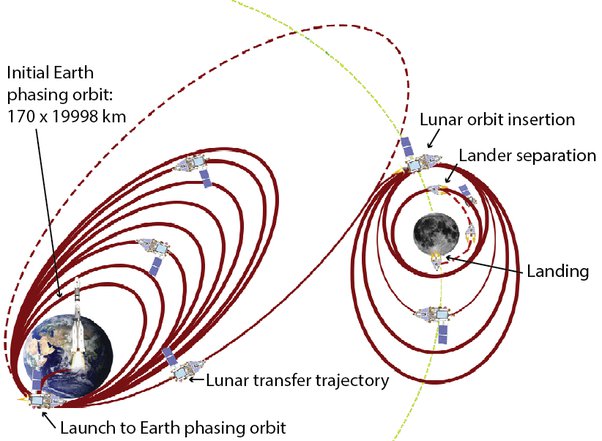 Initial Earth
phasing orbit:
170 x 19998 km
Lunar orbit insertion
Lander separation
Landing
Lunar transfer trajectory
Launch to Earth phasing orbit